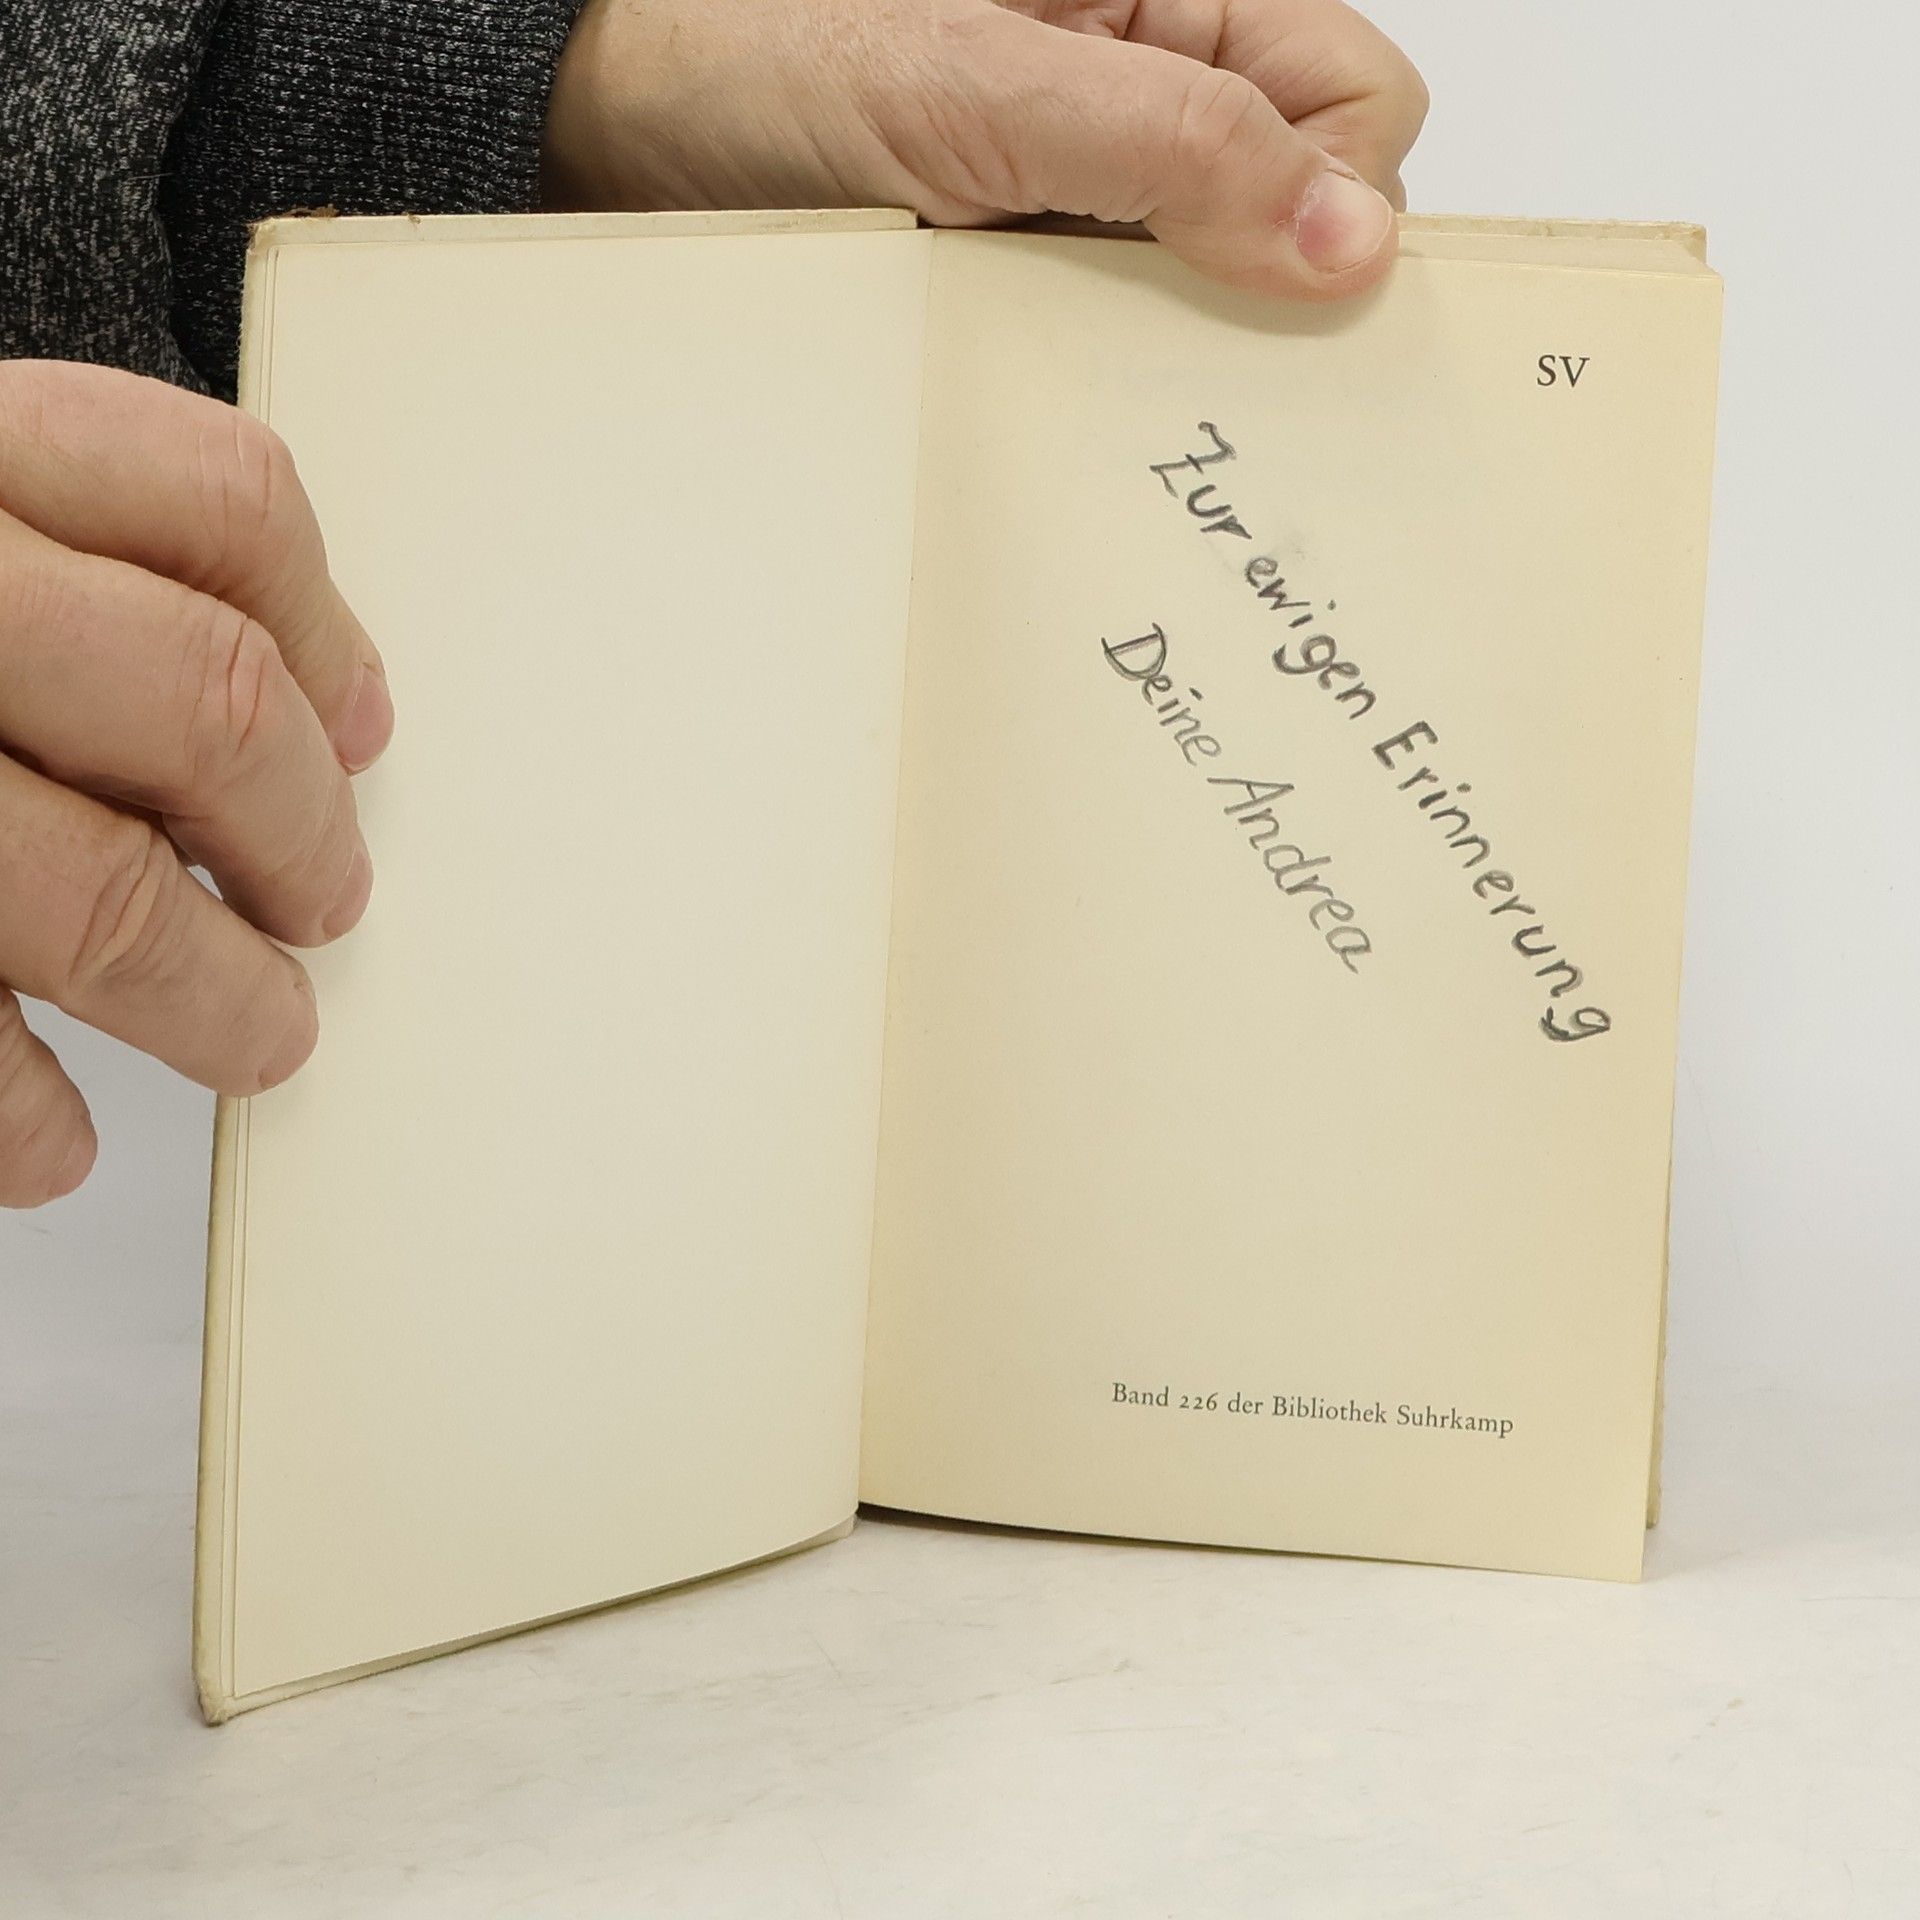 SV
Zur ewigen Erinnerung
Deine Andrea
Band 226 der Bibliothek Suhrkamp